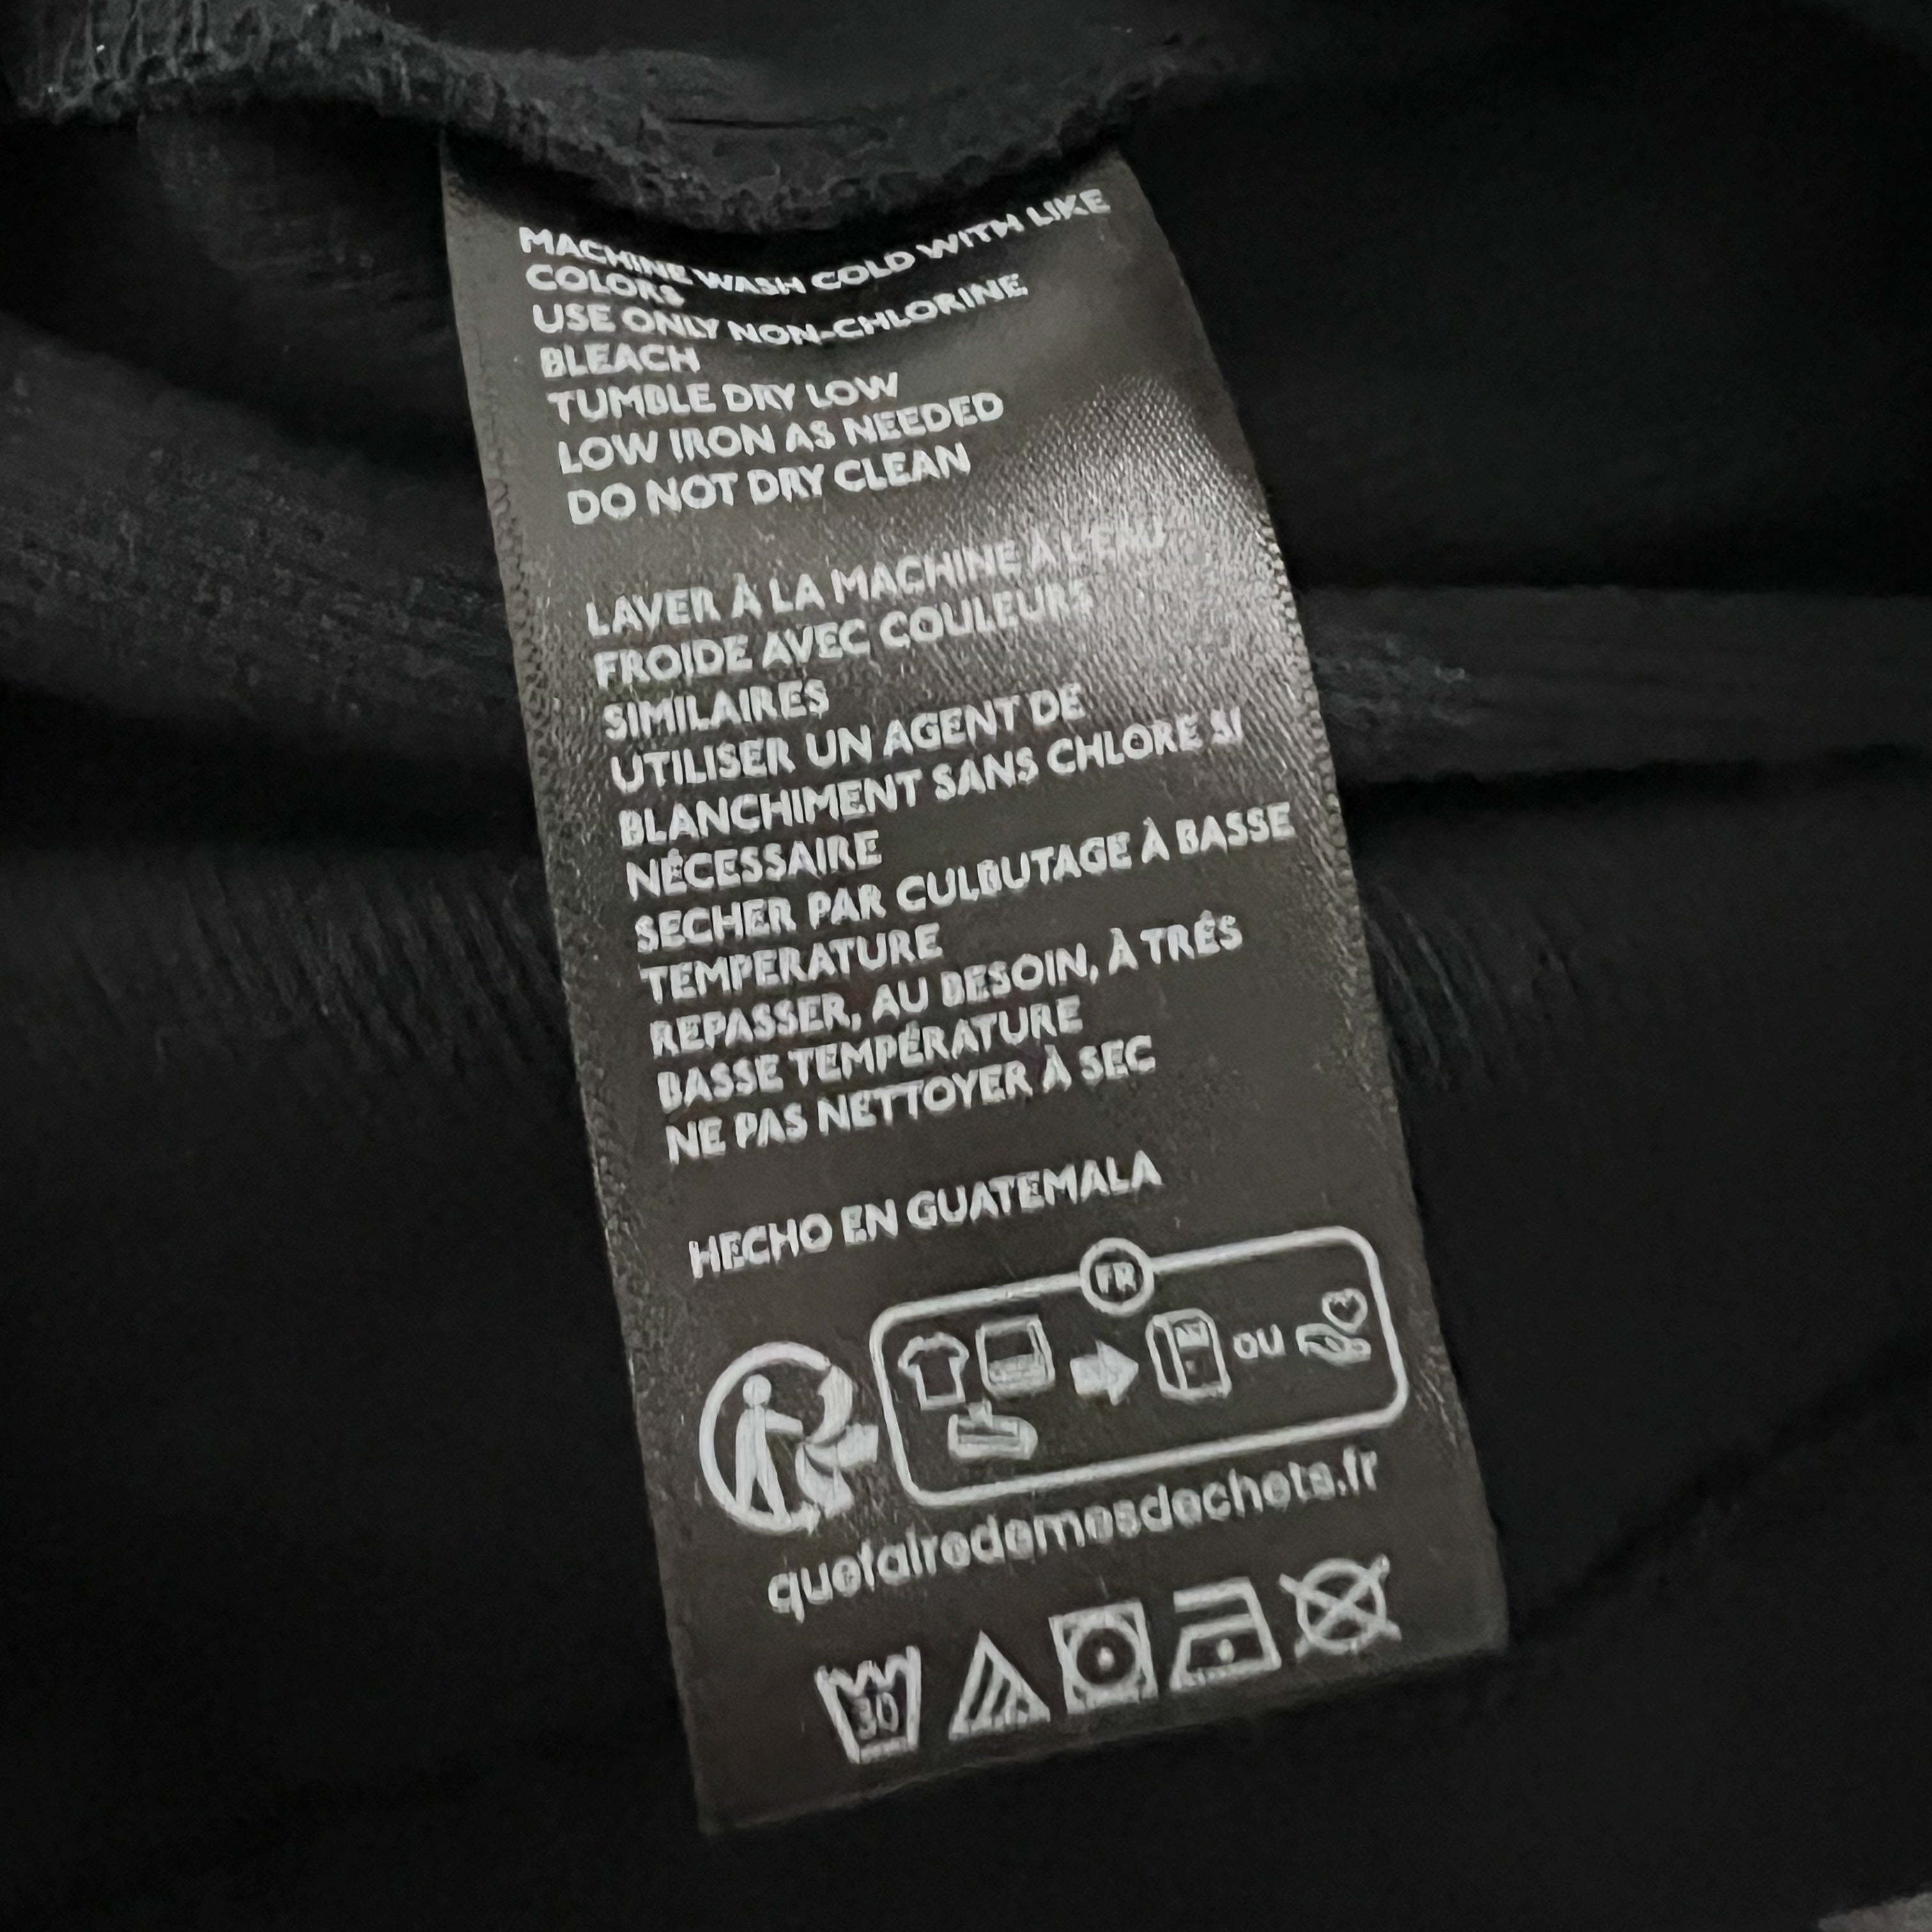 MACHINE WASH COLD WITH LIKE
COLORS
USE ONLY NON-CHLORINE
BLEACH
TUMBLE DRY LOW
LOW IRON AS NEEDED
DO NOT DRY CLEAN
LAVER À LA MACHINE À L'EAU
FROIDE AVEC COULEURS
SIMILAIRES
UTILISER UN AGENT DE
BLANCHIMENT SANS CHLORE SI
NÉCESSAIRE
SECHER PAR CULBUTAGE À BASSE
TEMPERATURE
REPASSER, AU BESOIN, À TRÉS
BASSE TEMPÉRATURE
NE PAS NETTOYER À SEC
HECHO EN GUATEMALA
FR
OU
quefairedemesdechets.fr
30